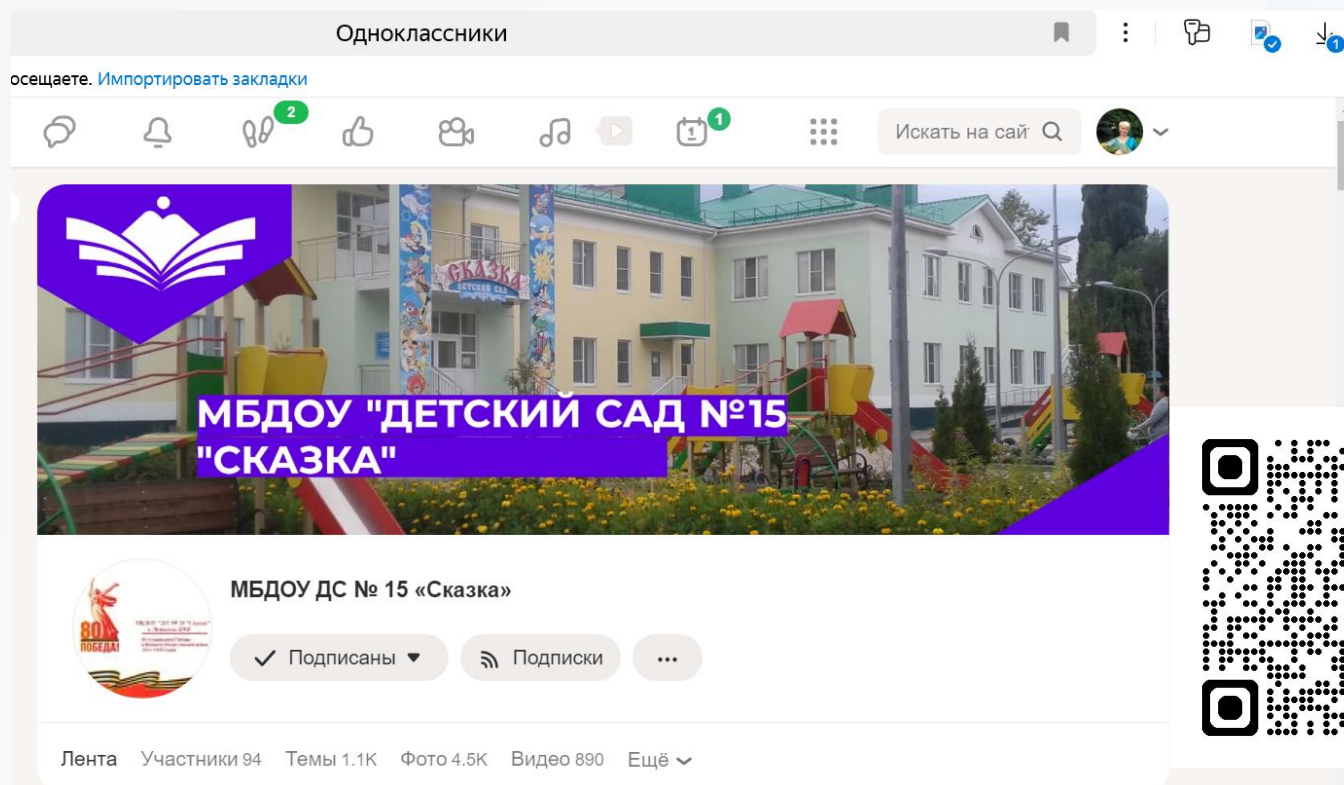 Одноклассники
осещаете. Импортировать закладки
2
1
1
Искать на сай
1
СКАЗКА
ДЕТСКИЙ САД
МБДОУ "ДЕТСКИЙ САД №15
"СКАЗКА"
80
ПОБЕДА!
МБДОУ ДС № 15 «Сказка»
Подписаны
Подписки
Лента Участники 94 Темы 1.1K Фото 4.5K Видео 890 Ещё